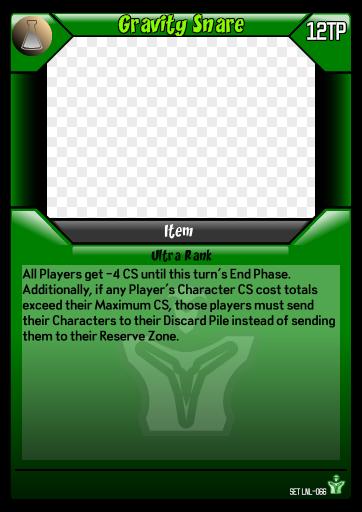 Gravity Snare
12TP
Item
Ultra Rank
All Players get -4 CS until this turn's End Phase.
Additionally, if any Player's Character CS cost totals
exceed their Maximum CS, those players must send
their Characters to their Discard Pile instead of sending
them to their Reserve Zone.
SET LNL-066